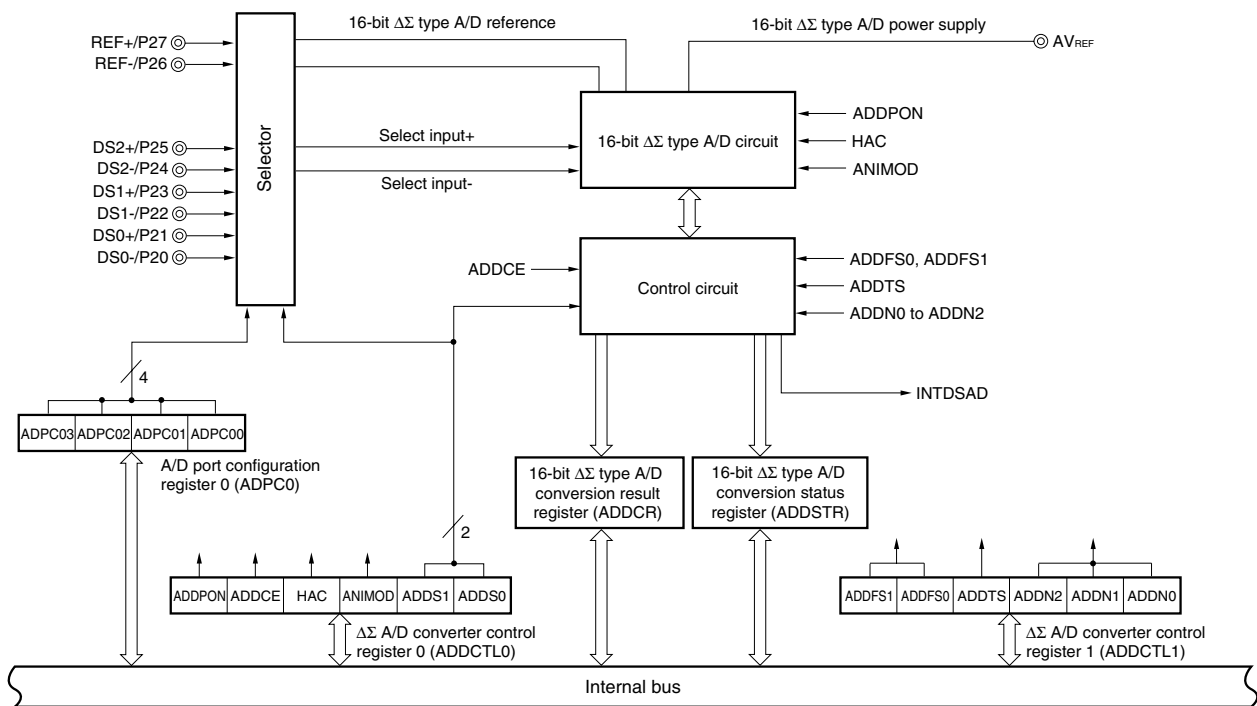 16-bit ΔΣ type A/D reference
16-bit ΔΣ type A/D power supply
REF+/P27
REF-/P26
AVREF
Selector
DS2+/P25
DS2-/P24
DS1+/P23
DS1-/P22
DS0+/P21
DS0-/P20
Select input+
Select input-
16-bit ΔΣ type A/D circuit
ADDPON
HAC
ANIMOD
ADDCE
Control circuit
ADDFS0, ADDFS1
ADDTS
ADDN0 to ADDN2
4
INTDSAD
ADPC03 ADPC02 ADPC01 ADPC00
A/D port configuration
register 0 (ADPC0)
16-bit ΔΣ type A/D
conversion result
register (ADDCR)
16-bit ΔΣ type A/D
conversion status
register (ADDSTR)
2
ADDPON ADDCE HAC ANIMOD ADDS1 ADDS0
ΔΣ A/D converter control
register 0 (ADDCTL0)
ADDFS1 ADDFS0 ADDTS ADDN2 ADDN1 ADDN0
ΔΣ A/D converter control
register 1 (ADDCTL1)
Internal bus